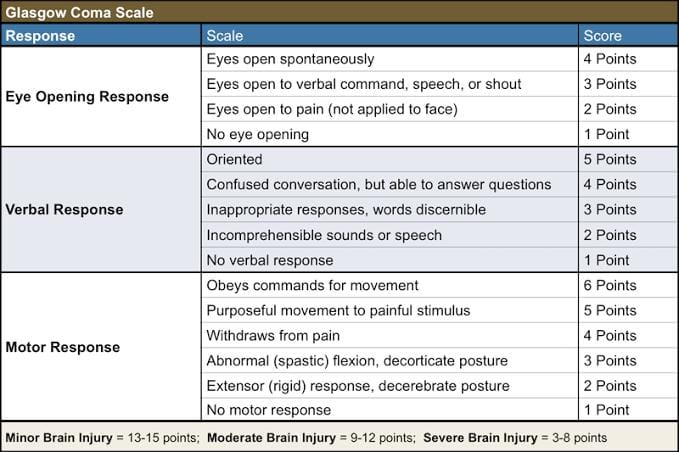 Glasgow Coma Scale
Response Scale Score
Eye Opening Response
Eyes open spontaneously 4 Points
Eyes open to verbal command, speech, or shout 3 Points
Eyes open to pain (not applied to face) 2 Points
No eye opening 1 Point
Verbal Response
Oriented 5 Points
Confused conversation, but able to answer questions 4 Points
Inappropriate responses, words discernible 3 Points
Incomprehensible sounds or speech 2 Points
No verbal response 1 Point
Motor Response
Obeys commands for movement 6 Points
Purposeful movement to painful stimulus 5 Points
Withdraws from pain 4 Points
Abnormal (spastic) flexion, decorticate posture 3 Points
Extensor (rigid) response, decerebrate posture 2 Points
No motor response 1 Point
Minor Brain Injury = 13-15 points; Moderate Brain Injury = 9-12 points; Severe Brain Injury = 3-8 points